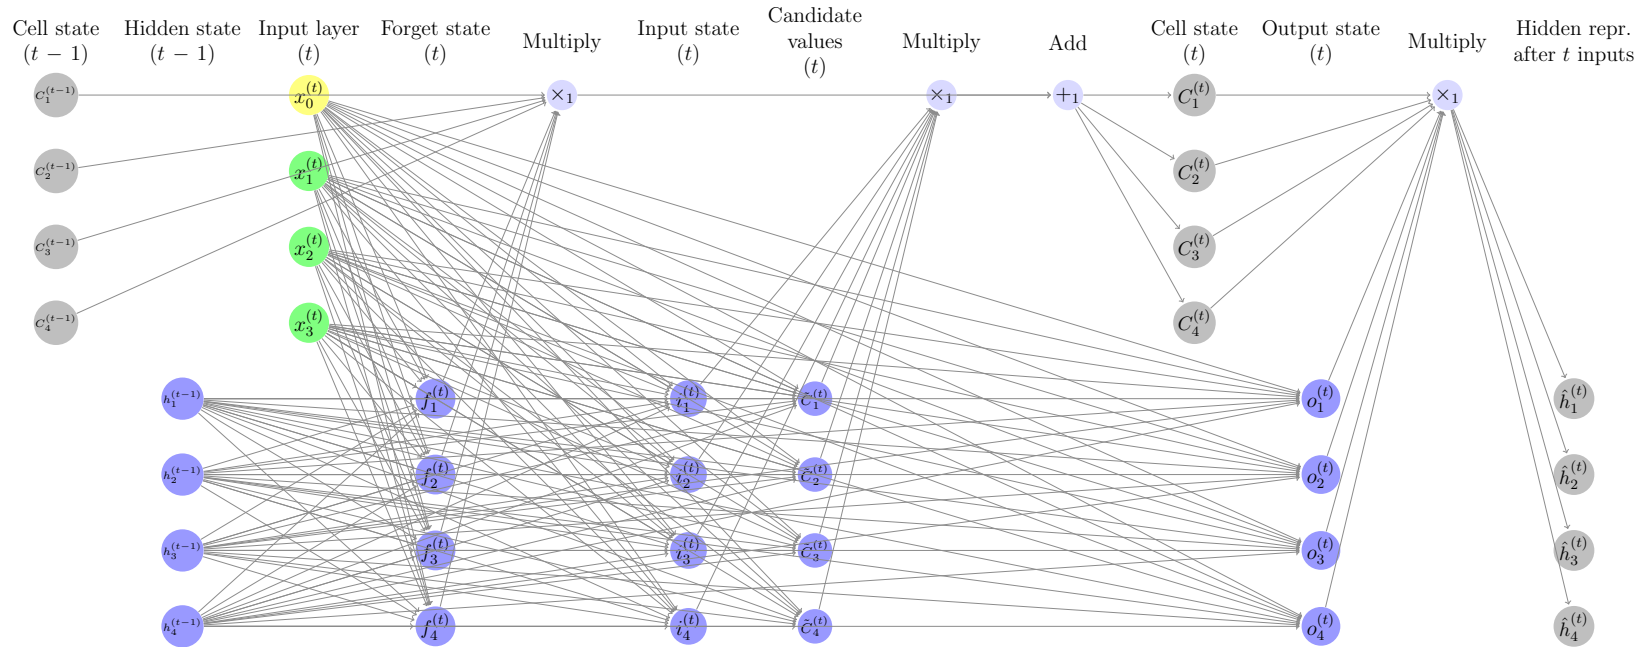 Cell state
(t − 1)
Hidden state
(t − 1)
Input layer
(t)
Forget state
(t)
Multiply
Input state
(t)
Candidate
values
(t)
Multiply
Add
Cell state
(t)
Output state
(t)
Multiply
Hidden repr.
after t inputs
C₁⁽ᵗ⁻¹⁾
C₂⁽ᵗ⁻¹⁾
C₃⁽ᵗ⁻¹⁾
C₄⁽ᵗ⁻¹⁾
h₁⁽ᵗ⁻¹⁾
h₂⁽ᵗ⁻¹⁾
h₃⁽ᵗ⁻¹⁾
h₄⁽ᵗ⁻¹⁾
x₀⁽ᵗ⁾
x₁⁽ᵗ⁾
x₂⁽ᵗ⁾
x₃⁽ᵗ⁾
f₁⁽ᵗ⁾
f₂⁽ᵗ⁾
f₃⁽ᵗ⁾
f₄⁽ᵗ⁾
×₁
i₁⁽ᵗ⁾
i₂⁽ᵗ⁾
i₃⁽ᵗ⁾
i₄⁽ᵗ⁾
C̃₁⁽ᵗ⁾
C̃₂⁽ᵗ⁾
C̃₃⁽ᵗ⁾
C̃₄⁽ᵗ⁾
×₁
+₁
C₁⁽ᵗ⁾
C₂⁽ᵗ⁾
C₃⁽ᵗ⁾
C₄⁽ᵗ⁾
o₁⁽ᵗ⁾
o₂⁽ᵗ⁾
o₃⁽ᵗ⁾
o₄⁽ᵗ⁾
×₁
ĥ₁⁽ᵗ⁾
ĥ₂⁽ᵗ⁾
ĥ₃⁽ᵗ⁾
ĥ₄⁽ᵗ⁾